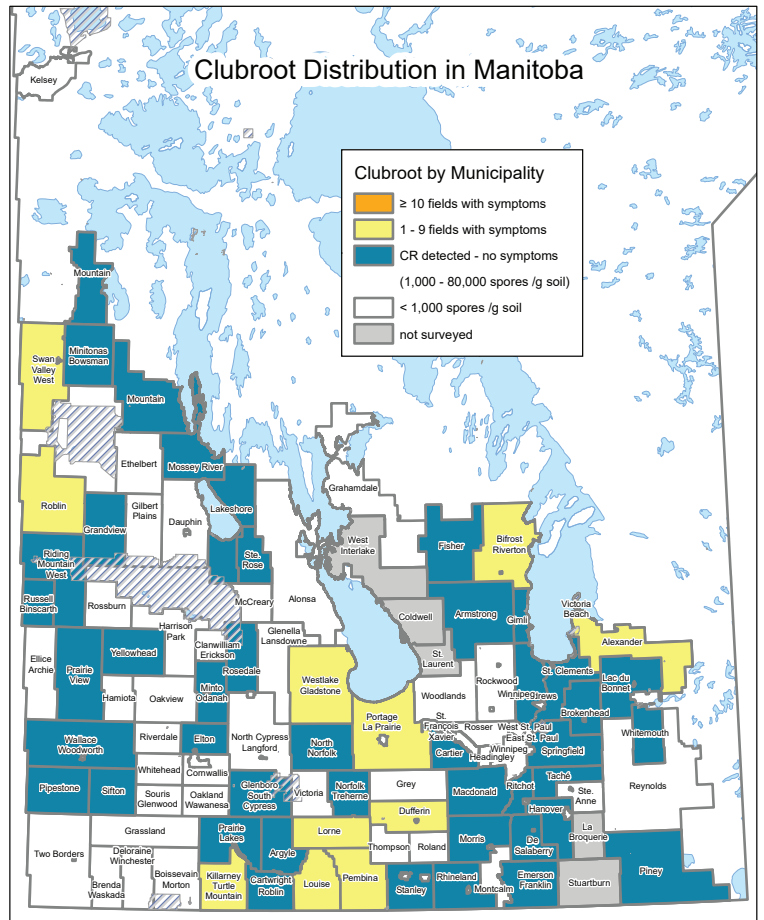 Clubroot Distribution in Manitoba
Kelsey
Clubroot by Municipality
≥ 10 fields with symptoms
1 - 9 fields with symptoms
CR detected - no symptoms
(1,000 - 80,000 spores /g soil)
< 1,000 spores /g soil
not surveyed
Mountain
Swan
Valley
West
Minitonas
Bowsman
Mountain
Ethelbert
Mossey River
Grahamdale
Roblin
Grandview
Gilbert
Plains
Dauphin
Lakeshore
West
Interlake
Fisher
Bifrost
Riverton
Riding
Mountain
West
Ste.
Rose
Russell
Binscarth
Rossburn
McCreary
Alonsa
Coldwell
Armstrong
Gimli
Victoria
Beach
Harrison
Park
Clanwilliam
Erickson
Glenella
Lansdowne
Alexander
Ellice
Archie
Prairie
View
Yellowhead
Rosedale
St.
Laurent
St. Clements
Lac du
Bonnet
Hamiota
Oakview
Minto
Odanah
Westlake
Gladstone
Woodlands
Rockwood
Winnipeg
drews
Brokenhead
Portage
La Prairie
St.
François
Xavier
Rosser
West St. Paul
East St. Paul
Whitemouth
Wallace
Woodworth
Riverdale
Elton
North Cypress
Langford
North
Norfolk
Cartier
Headingley
Winnipeg
Springfield
Whitehead
Cornwallis
Pipestone
Sifton
Souris
Glenwood
Oakland
Wawanesa
Glenboro
South
Cypress
Victoria
Norfolk
Treherne
Grey
Macdonald
Ritchot
Taché
Ste.
Anne
Reynolds
Dufferin
Hanover
Grassland
Prairie
Lakes
Argyle
Lorne
Thompson
Roland
Morris
De
Salaberry
La
Broquerie
Two Borders
Deloraine
Winchester
Brenda
Waskada
Boissevain
Morton
Killarney
Turtle
Mountain
Cartwright
Roblin
Louise
Pembina
Stanley
Rhineland
Montcalm
Emerson
Franklin
Stuartburn
Piney